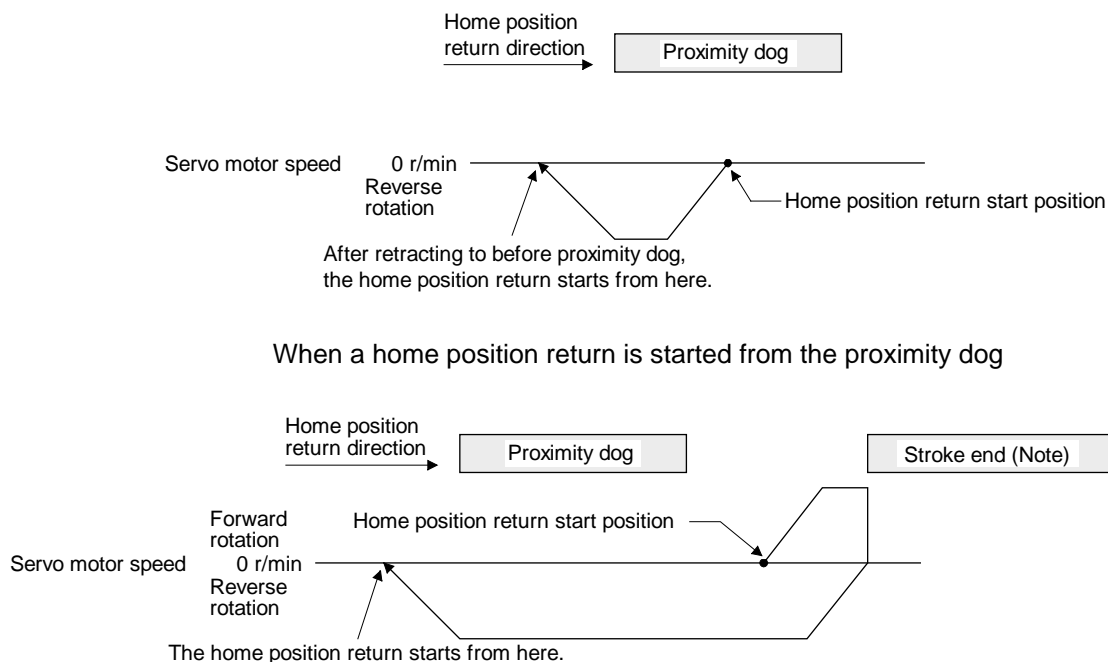 Home position
return direction
Proximity dog
Servo motor speed
0 r/min
Reverse
rotation
Home position return start position
After retracting to before proximity dog,
the home position return starts from here.
When a home position return is started from the proximity dog
Home position
return direction
Proximity dog
Stroke end (Note)
Forward
rotation
Home position return start position
Servo motor speed
0 r/min
Reverse
rotation
The home position return starts from here.